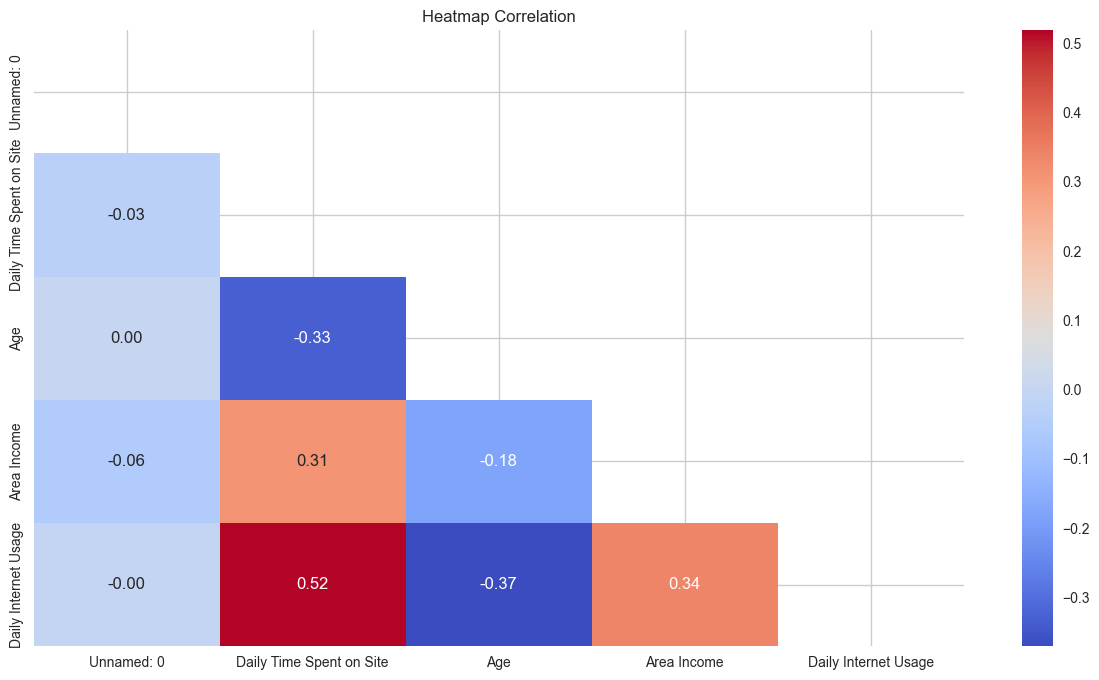 Heatmap Correlation
Unnamed: 0
Daily Time Spent on Site
Age
Area Income
Daily Internet Usage
-0.03
0.00
-0.33
-0.06
0.31
-0.18
-0.00
0.52
-0.37
0.34
Unnamed: 0
Daily Time Spent on Site
Age
Area Income
Daily Internet Usage
0.5
0.4
0.3
0.2
0.1
0.0
−0.1
−0.2
−0.3